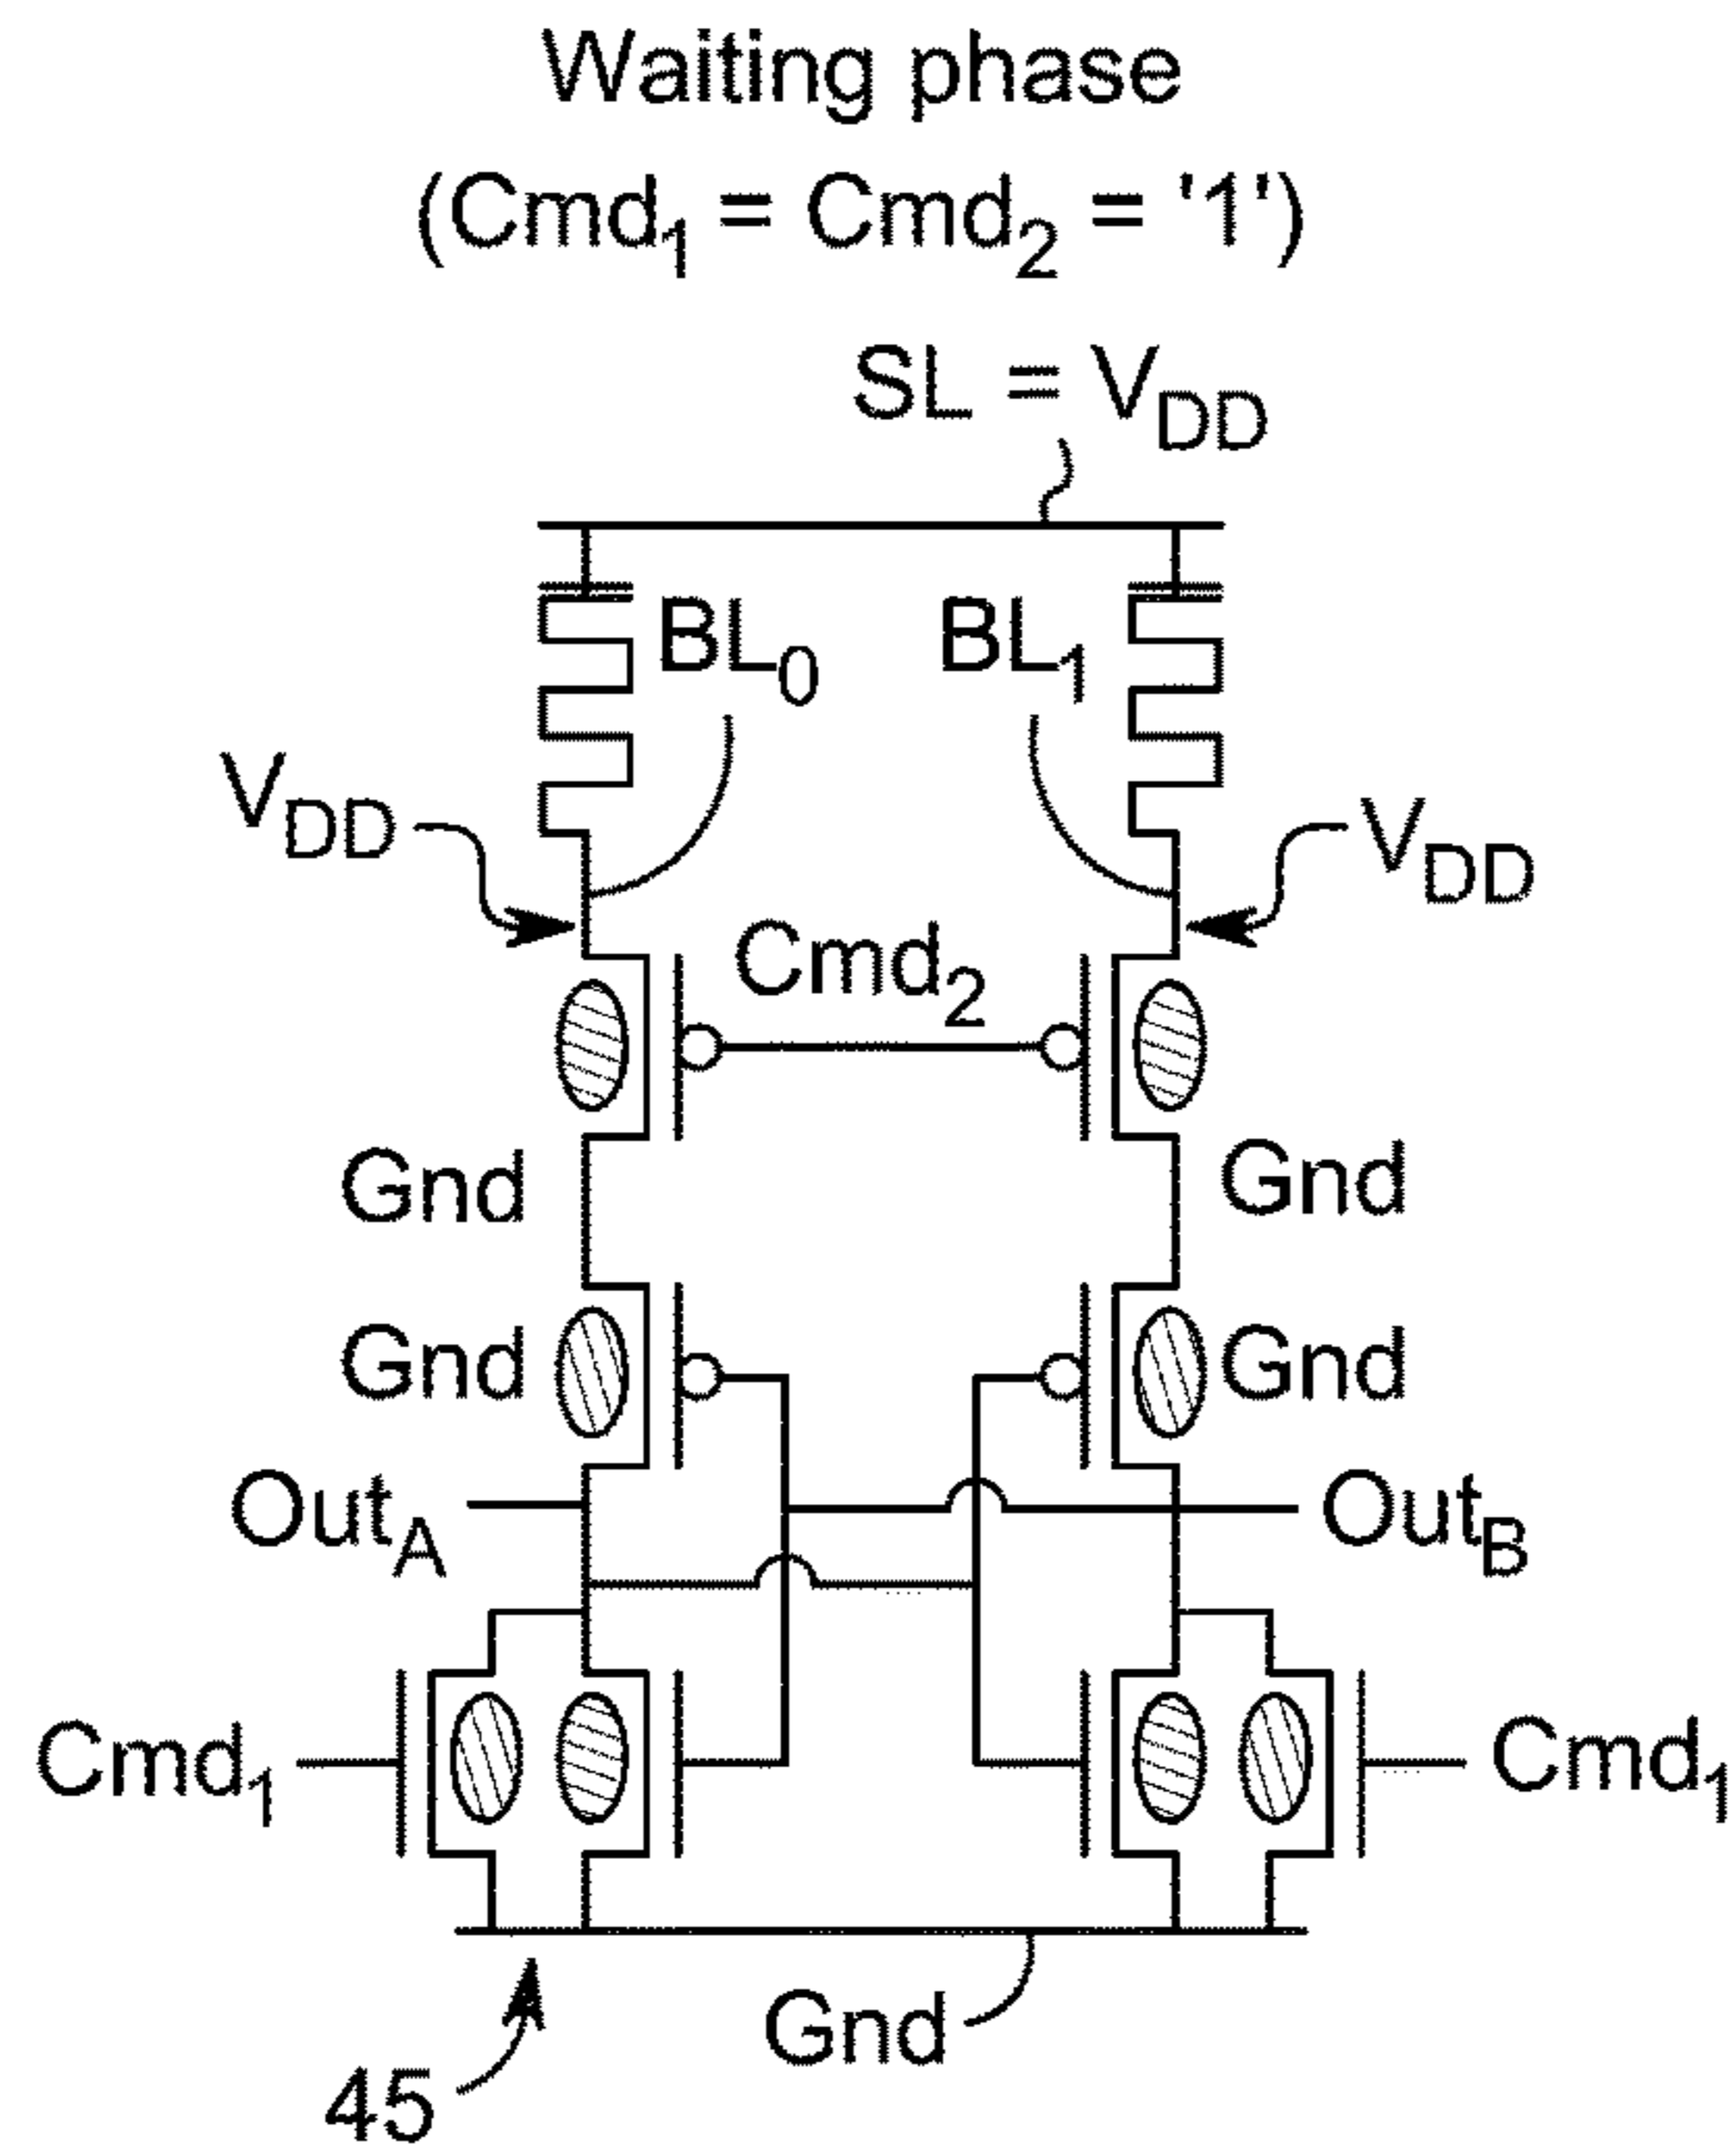 Waiting phase
(Cmd1 = Cmd2 = '1')
SL = VDD
BL0 BL1
VDD VDD
Cmd2
Gnd Gnd
Gnd Gnd
OutA OutB
Cmd1 Cmd1
Gnd
45